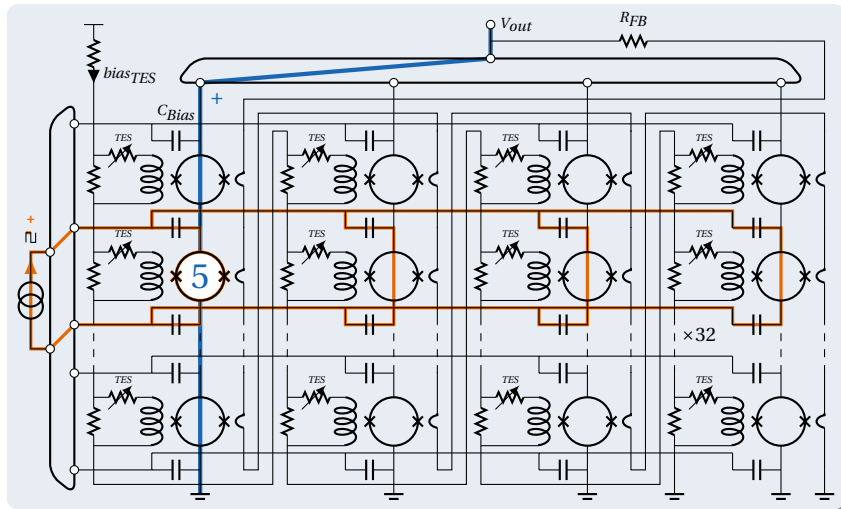 V_out
R_FB
bias_TES
+
C_Bias
TES TES TES TES
+
TES TES TES TES
5
×32
TES TES TES TES